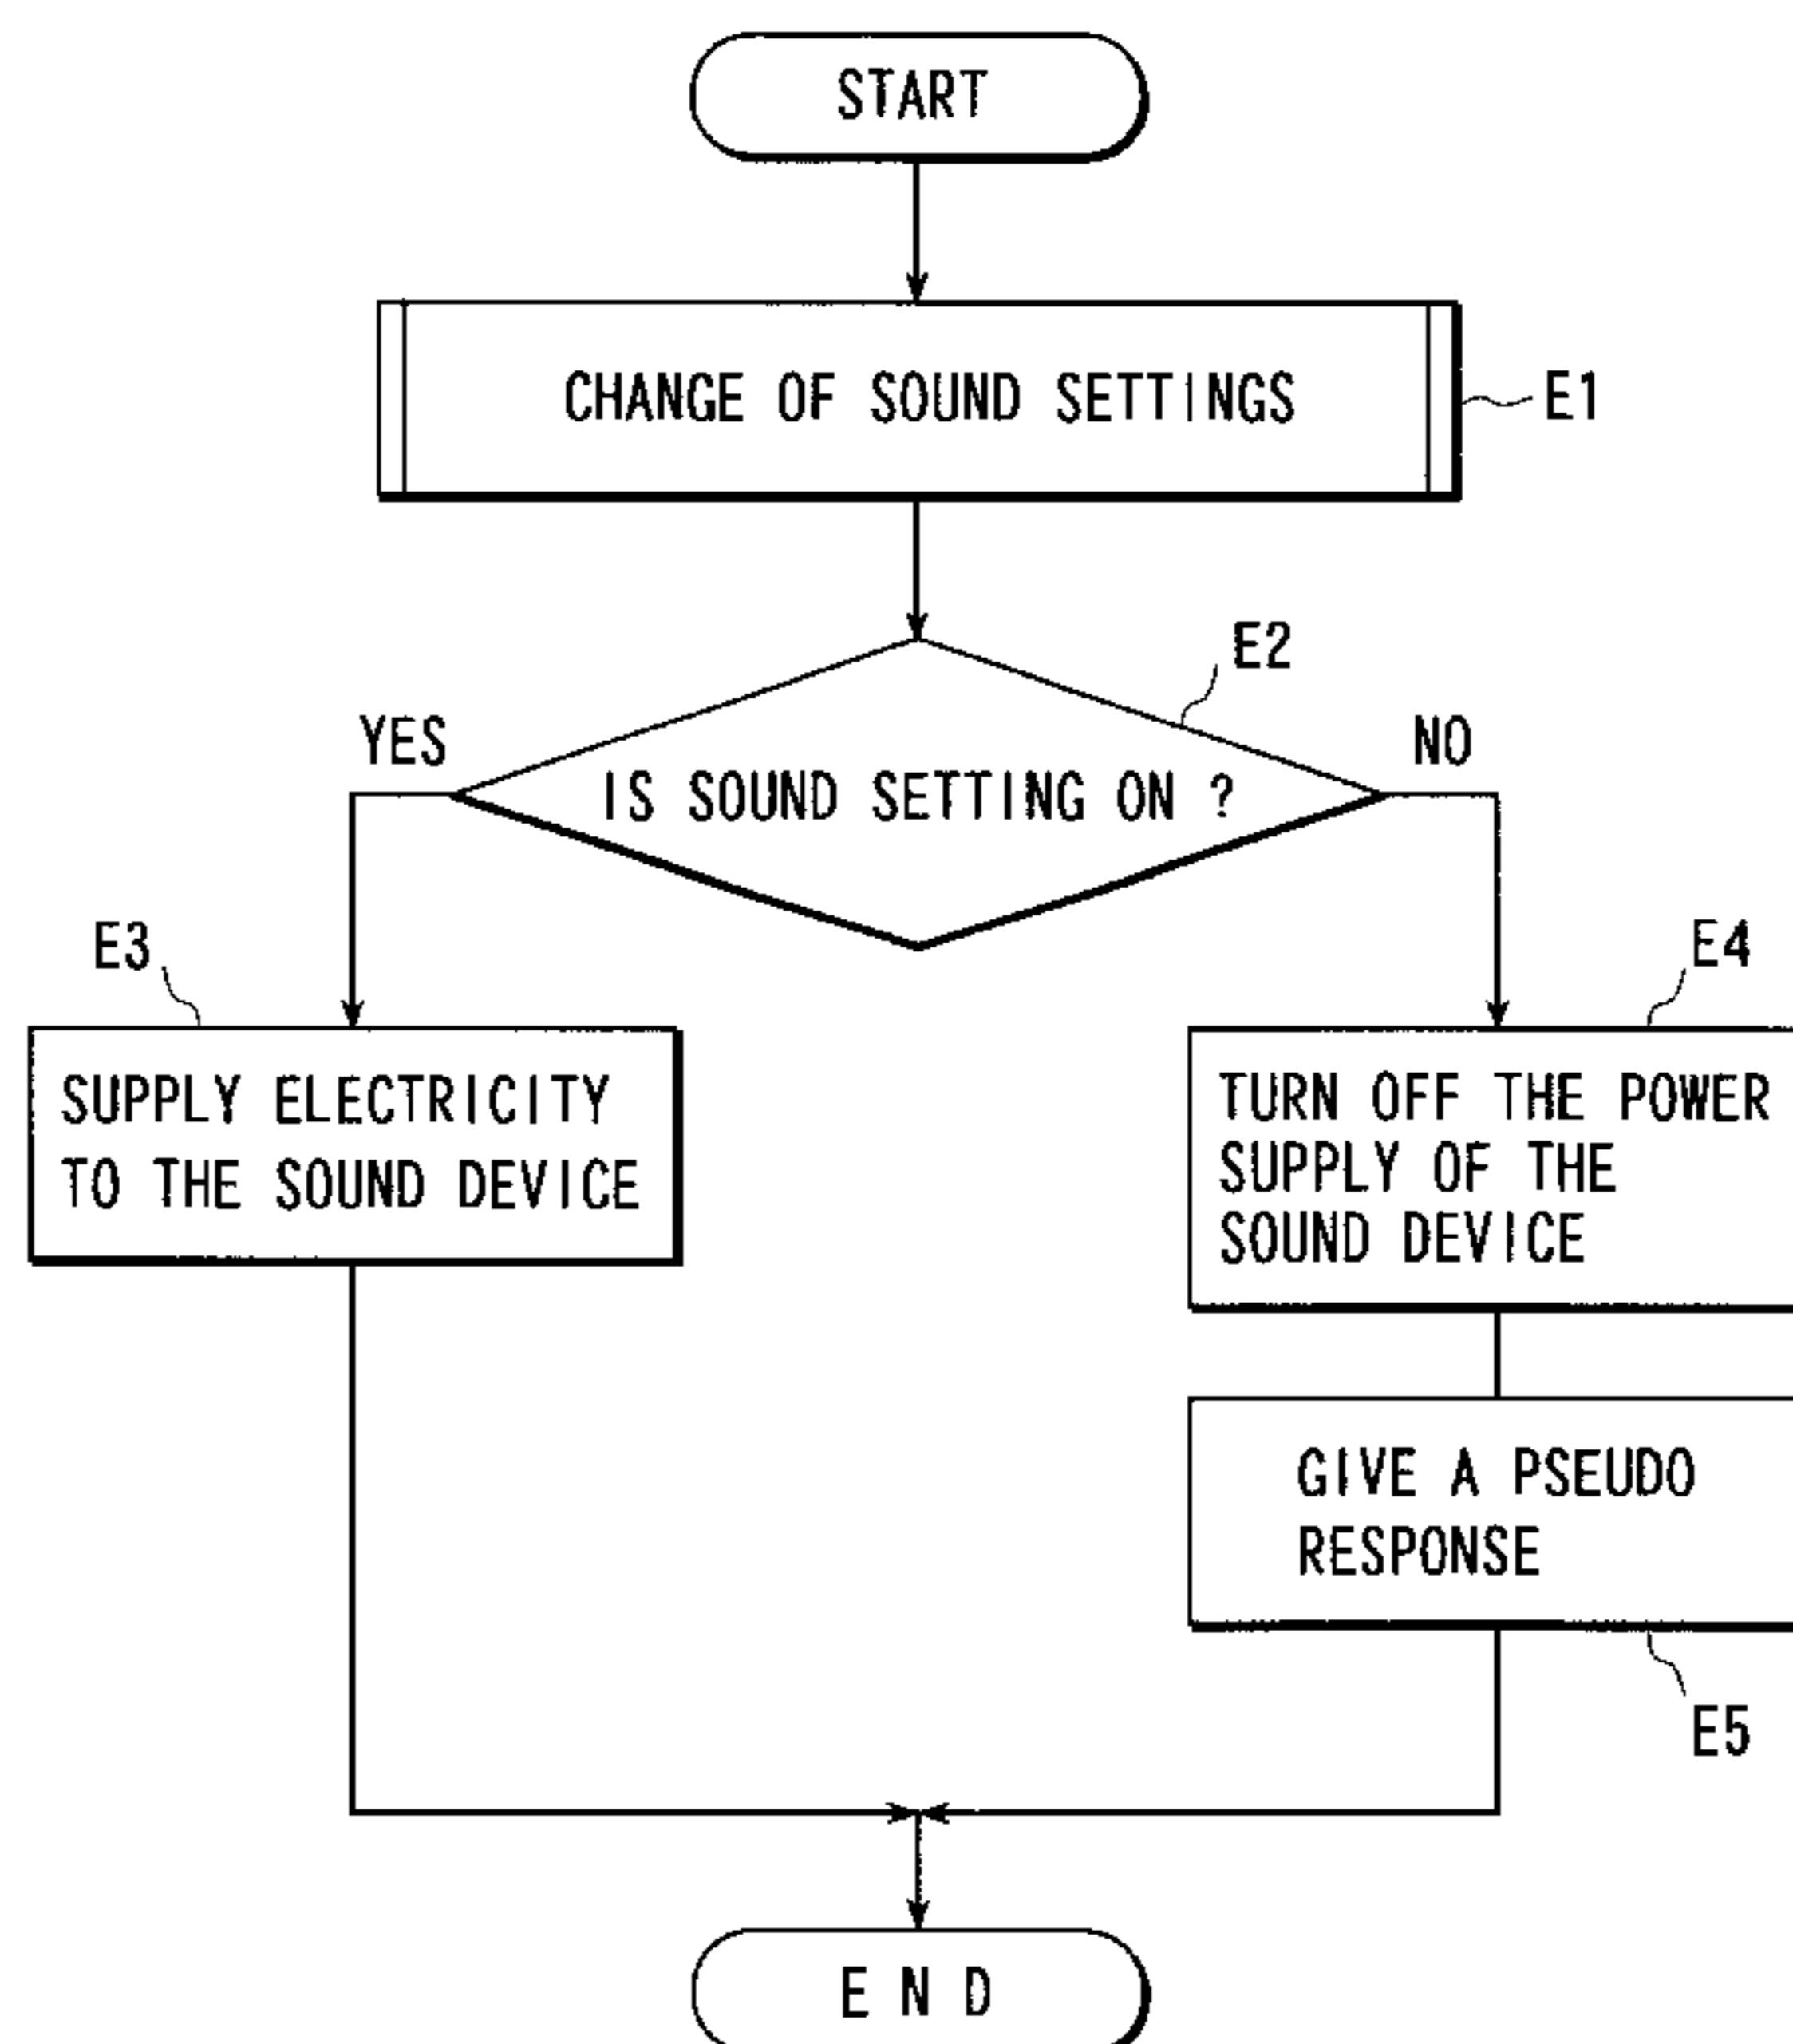 START
CHANGE OF SOUND SETTINGS
E1
E2
YES
NO
IS SOUND SETTING ON ?
E3
E4
SUPPLY ELECTRICITY
TO THE SOUND DEVICE
TURN OFF THE POWER
SUPPLY OF THE
SOUND DEVICE
GIVE A PSEUDO
RESPONSE
E5
END